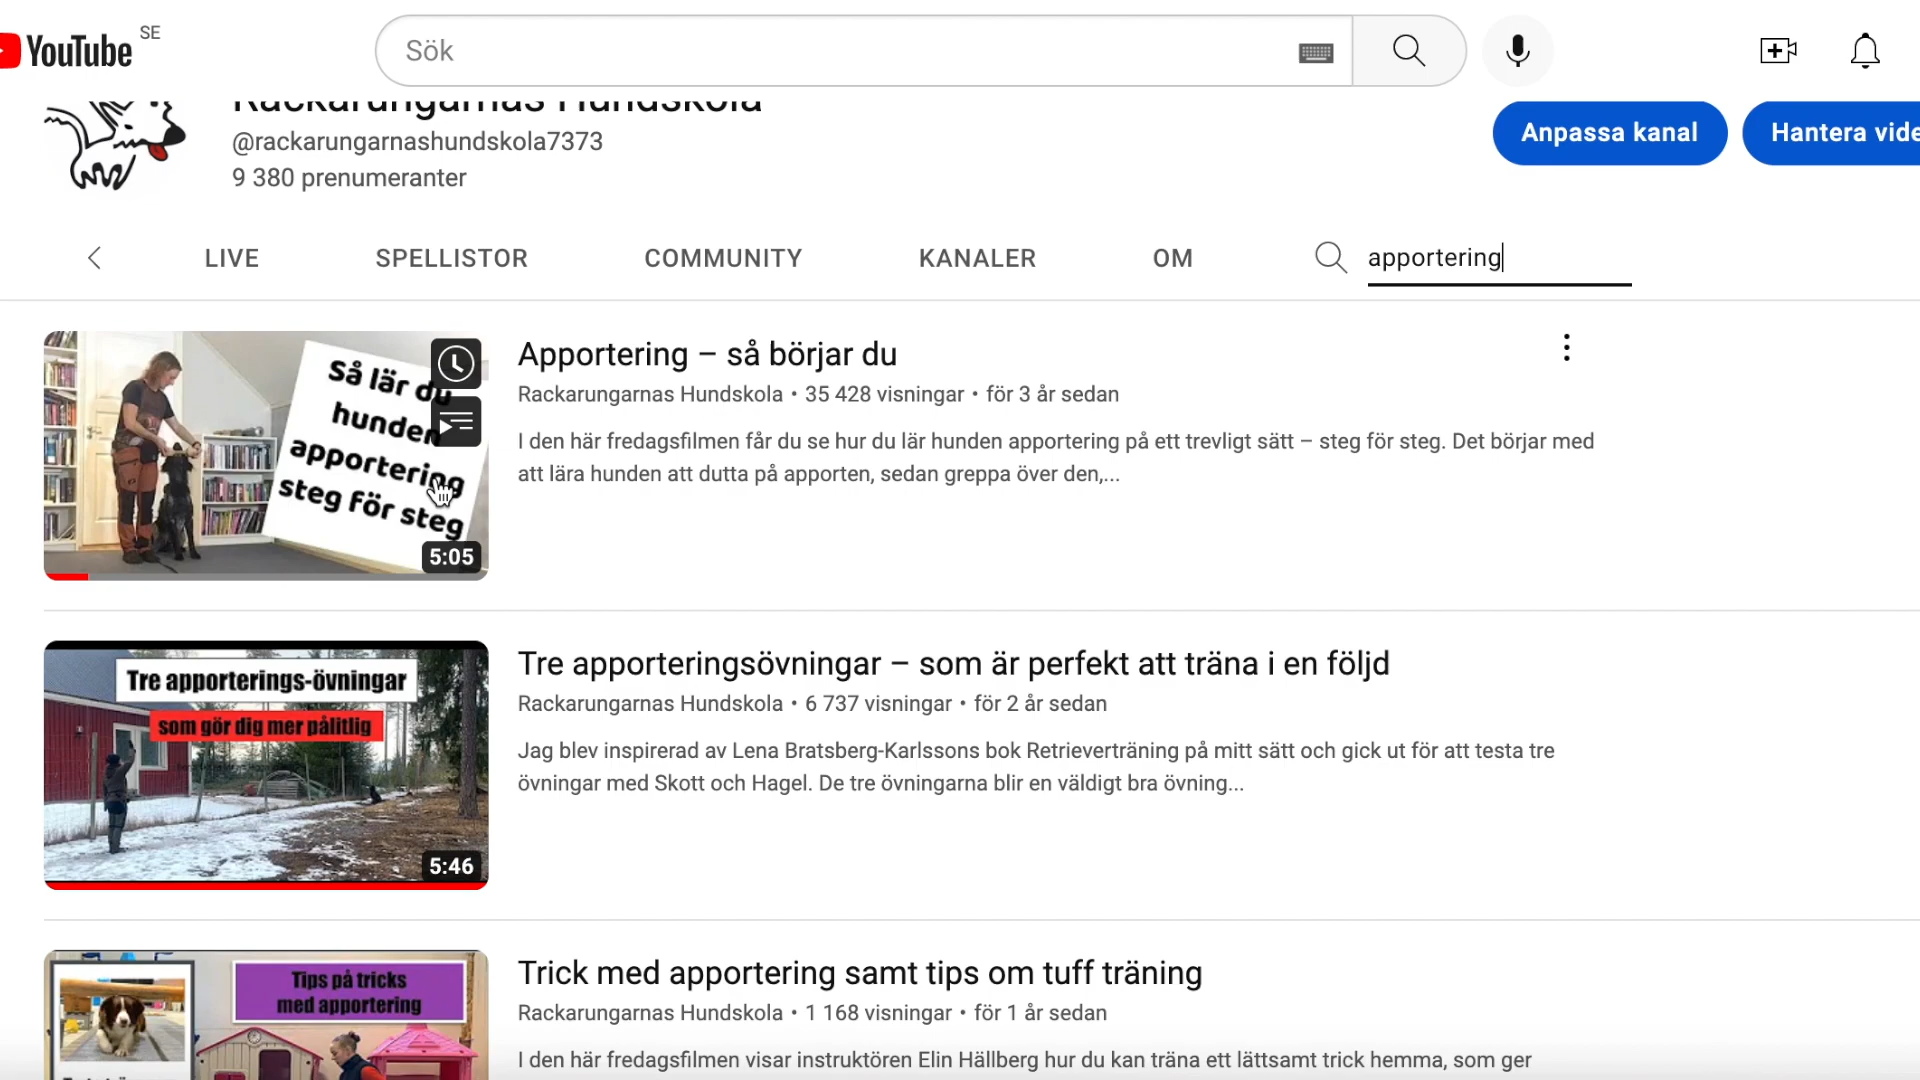 YouTube SE
Sök
Rackarungarnas Hundskola
@rackarungarnashundskola7373
9 380 prenumeranter
Anpassa kanal
Hantera vide
LIVE
SPELLISTOR
COMMUNITY
KANALER
OM
apportering
Så lär du
hunden
apportering
steg för steg
5:05
Apportering – så börjar du
Rackarungarnas Hundskola • 35 428 visningar • för 3 år sedan
I den här fredagsfilmen får du se hur du lär hunden apportering på ett trevligt sätt – steg för steg. Det börjar med
att lära hunden att dutta på apporten, sedan greppa över den,...
Tre apporterings-övningar
som gör dig mer pålitlig
5:46
Tre apporteringsövningar – som är perfekt att träna i en följd
Rackarungarnas Hundskola • 6 737 visningar • för 2 år sedan
Jag blev inspirerad av Lena Bratsberg-Karlssons bok Retrieverträning på mitt sätt och gick ut för att testa tre
övningar med Skott och Hagel. De tre övningarna blir en väldigt bra övning...
Tips på tricks
med apportering
Trick med apportering samt tips om tuff träning
Rackarungarnas Hundskola • 1 168 visningar • för 1 år sedan
I den här fredagsfilmen visar instruktören Elin Hällberg hur du kan träna ett lättsamt trick hemma, som ger